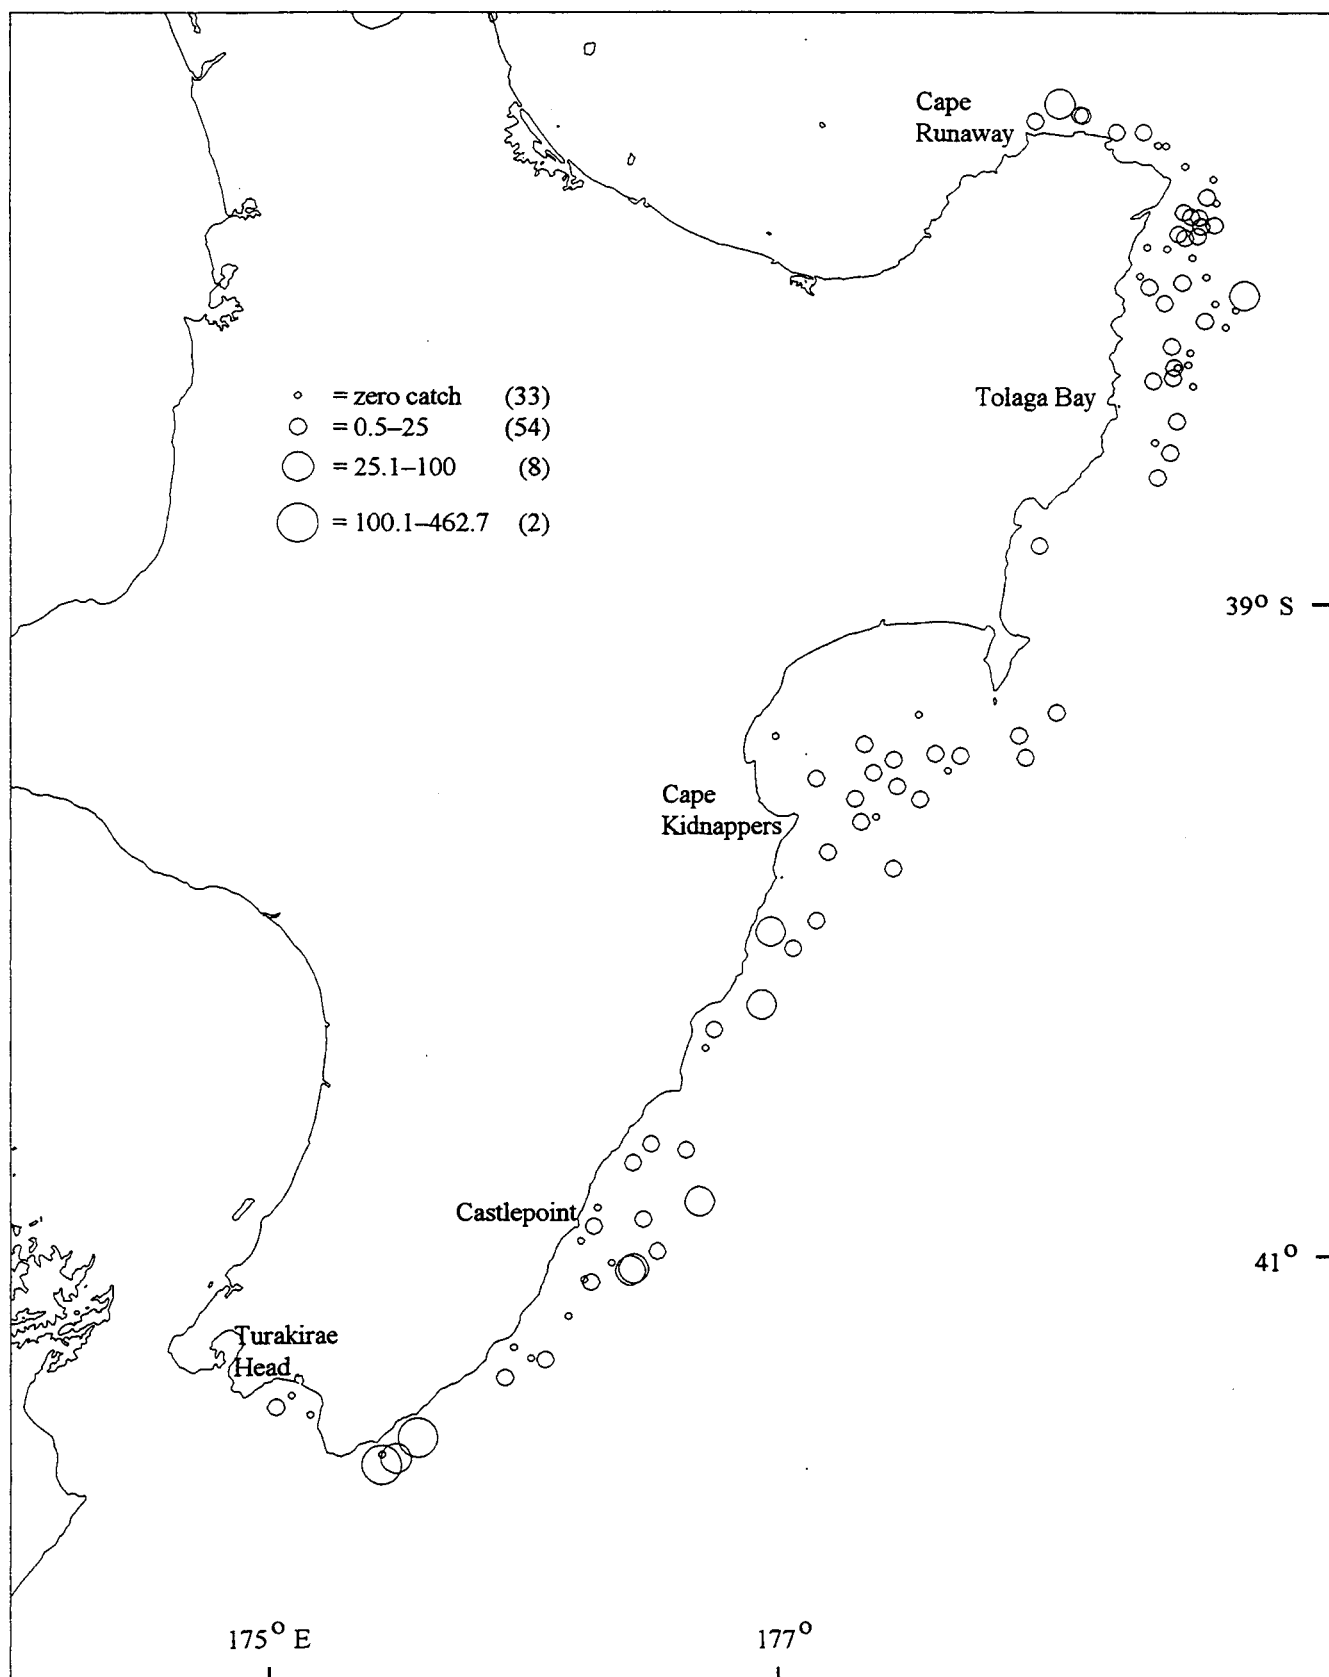 Cape
Runaway
= zero catch (33)
= 0.5–25 (54)
= 25.1–100 (8)
= 100.1–462.7 (2)
Tolaga Bay
39° S
Cape
Kidnappers
Castlepoint
41°
Turakirae
Head
175° E
177°